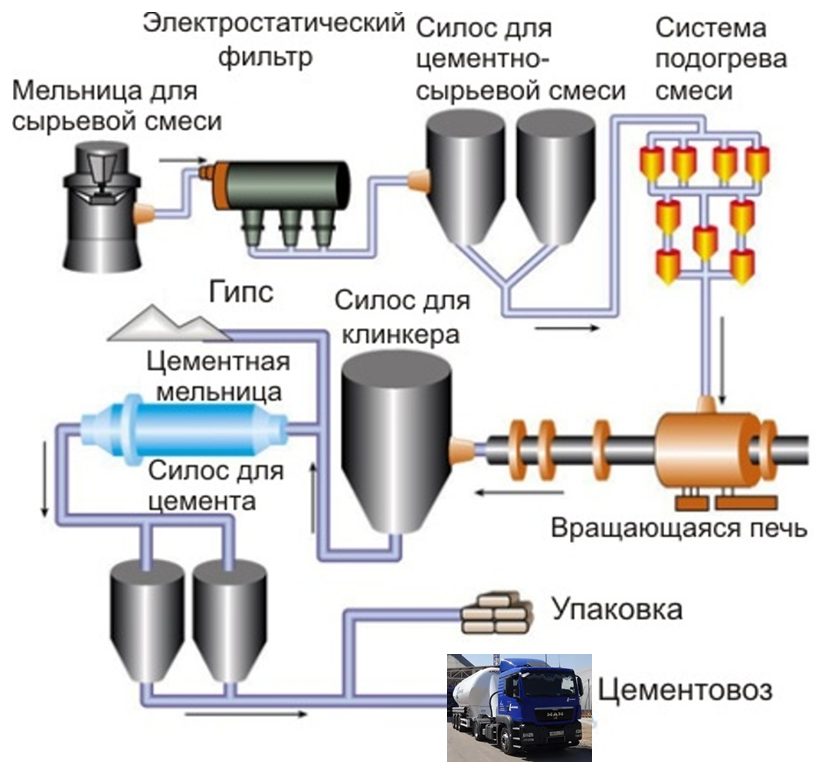 Электростатический
фильтр
Силос для
цементно-
сырьевой смеси
Система
подогрева
смеси
Мельница для
сырьевой смеси
Гипс
Силос для
клинкера
Цементная
мельница
Силос для
цемента
Вращающаяся печь
Упаковка
Цементовоз
MAN